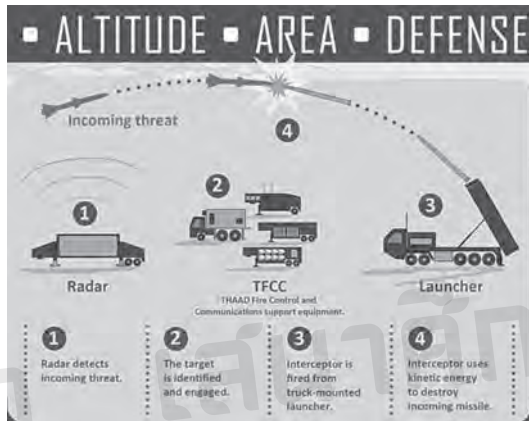 ▪ ALTITUDE ▪ AREA ▪ DEFENSE
Incoming threat
4
1
2
3
Radar
TFCC
THAAD Fire Control and
Communications support equipment.
Launcher
1
Radar detects
incoming threat.
2
The target
is identified
and engaged.
3
Interceptor is
fired from
truck-mounted
launcher.
4
Interceptor uses
kinetic energy
to destroy
incoming missile.